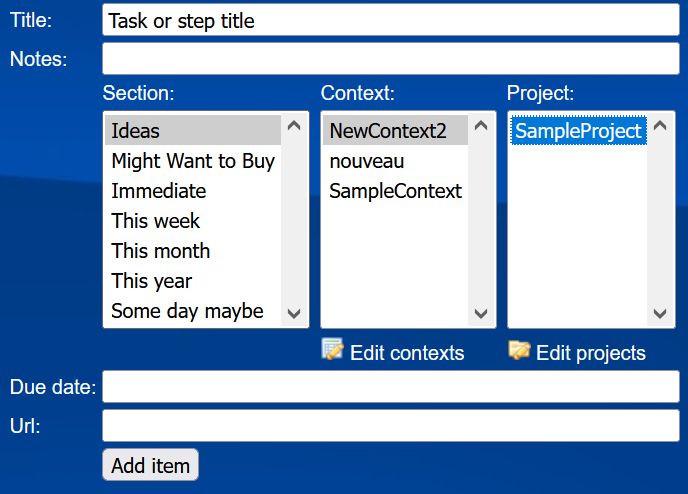 Title: Task or step title
Notes:
Section: Context: Project:
Ideas NewContext2 SampleProject
Might Want to Buy nouveau
Immediate SampleContext
This week
This month
This year
Some day maybe
Edit contexts Edit projects
Due date:
Url:
Add item